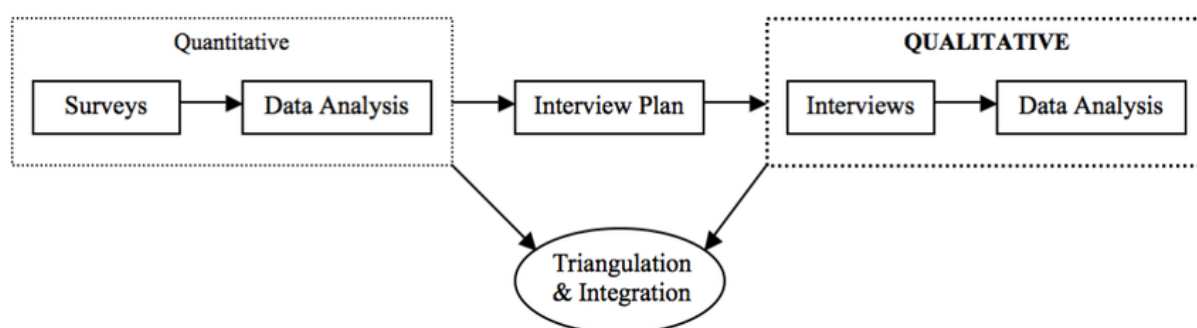 Quantitative
QUALITATIVE
Surveys
Data Analysis
Interview Plan
Interviews
Data Analysis
Triangulation
& Integration